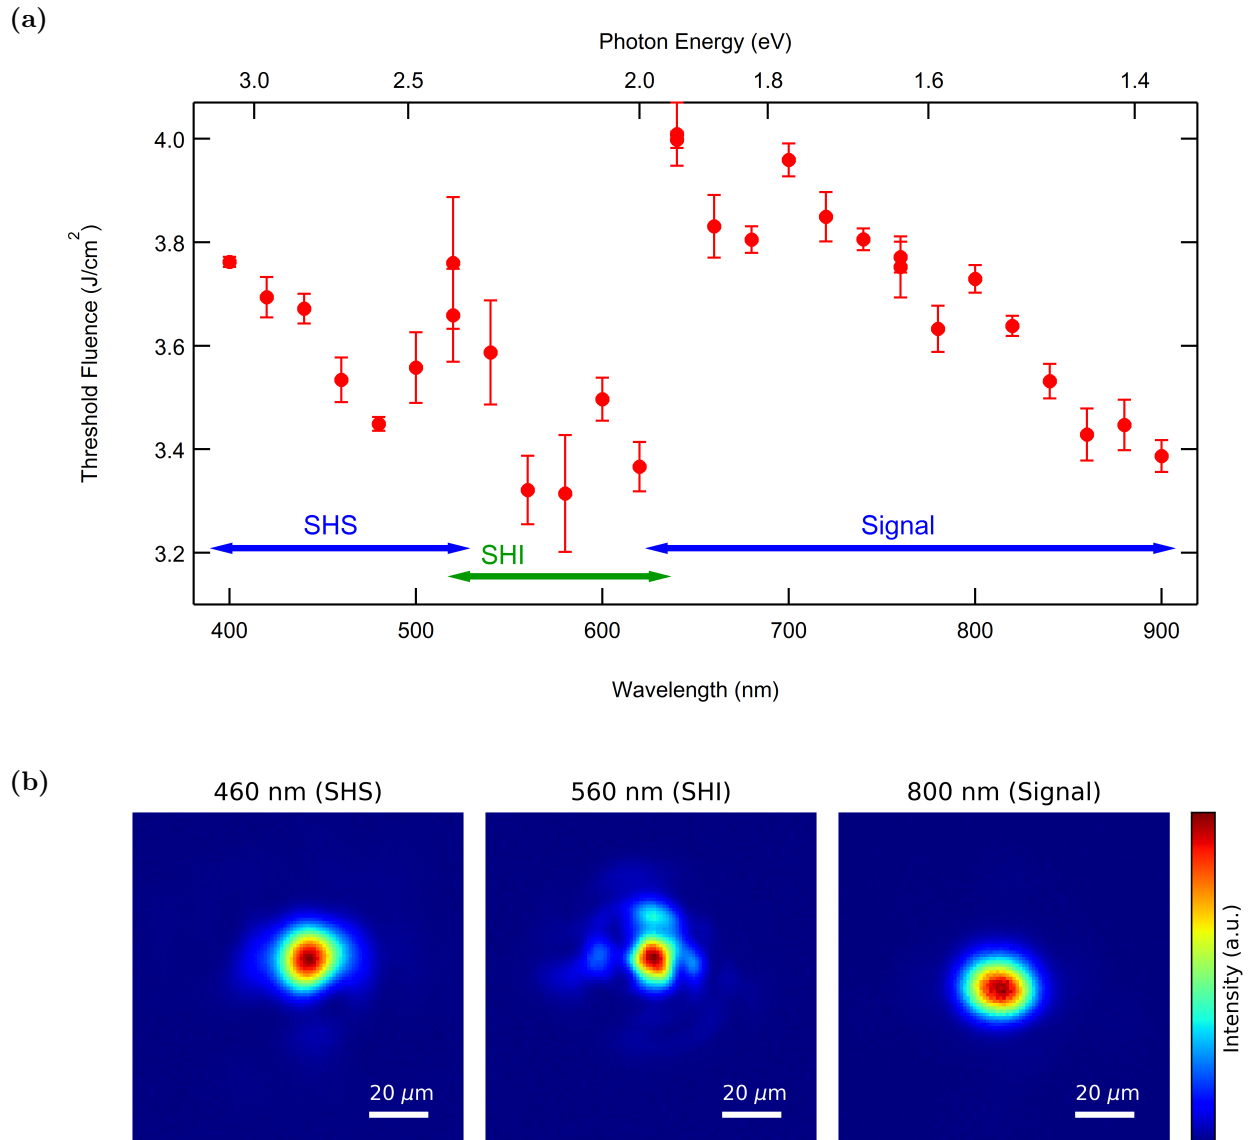 (a)
Photon Energy (eV)
3.0 2.5 2.0 1.8 1.6 1.4
Threshold Fluence (J/cm²)
4.0
3.8
3.6
3.4
3.2
SHS
SHI
Signal
400 500 600 700 800 900
Wavelength (nm)
(b)
460 nm (SHS) 560 nm (SHI) 800 nm (Signal)
20 μm 20 μm 20 μm
Intensity (a.u.)